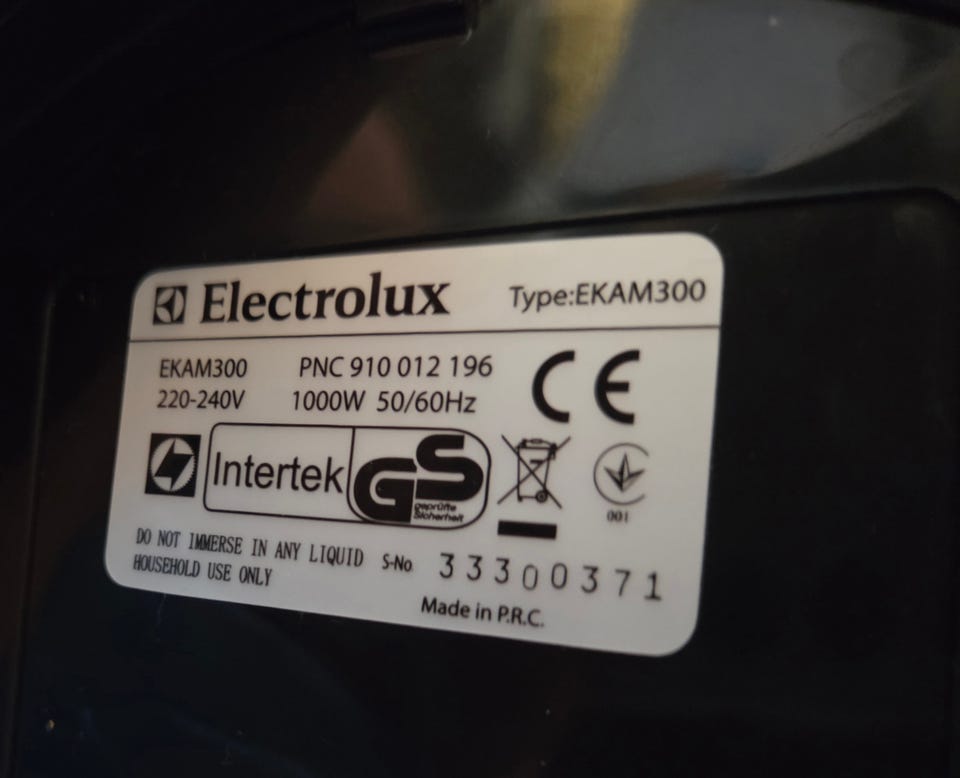 Electrolux Type:EKAM300
EKAM300 PNC 910 012 196
220-240V 1000W 50/60Hz
CE
Intertek GS
geprüfte
Sicherheit
001
DO NOT IMMERSE IN ANY LIQUID
HOUSEHOLD USE ONLY
S-No 33300371
Made in P.R.C.